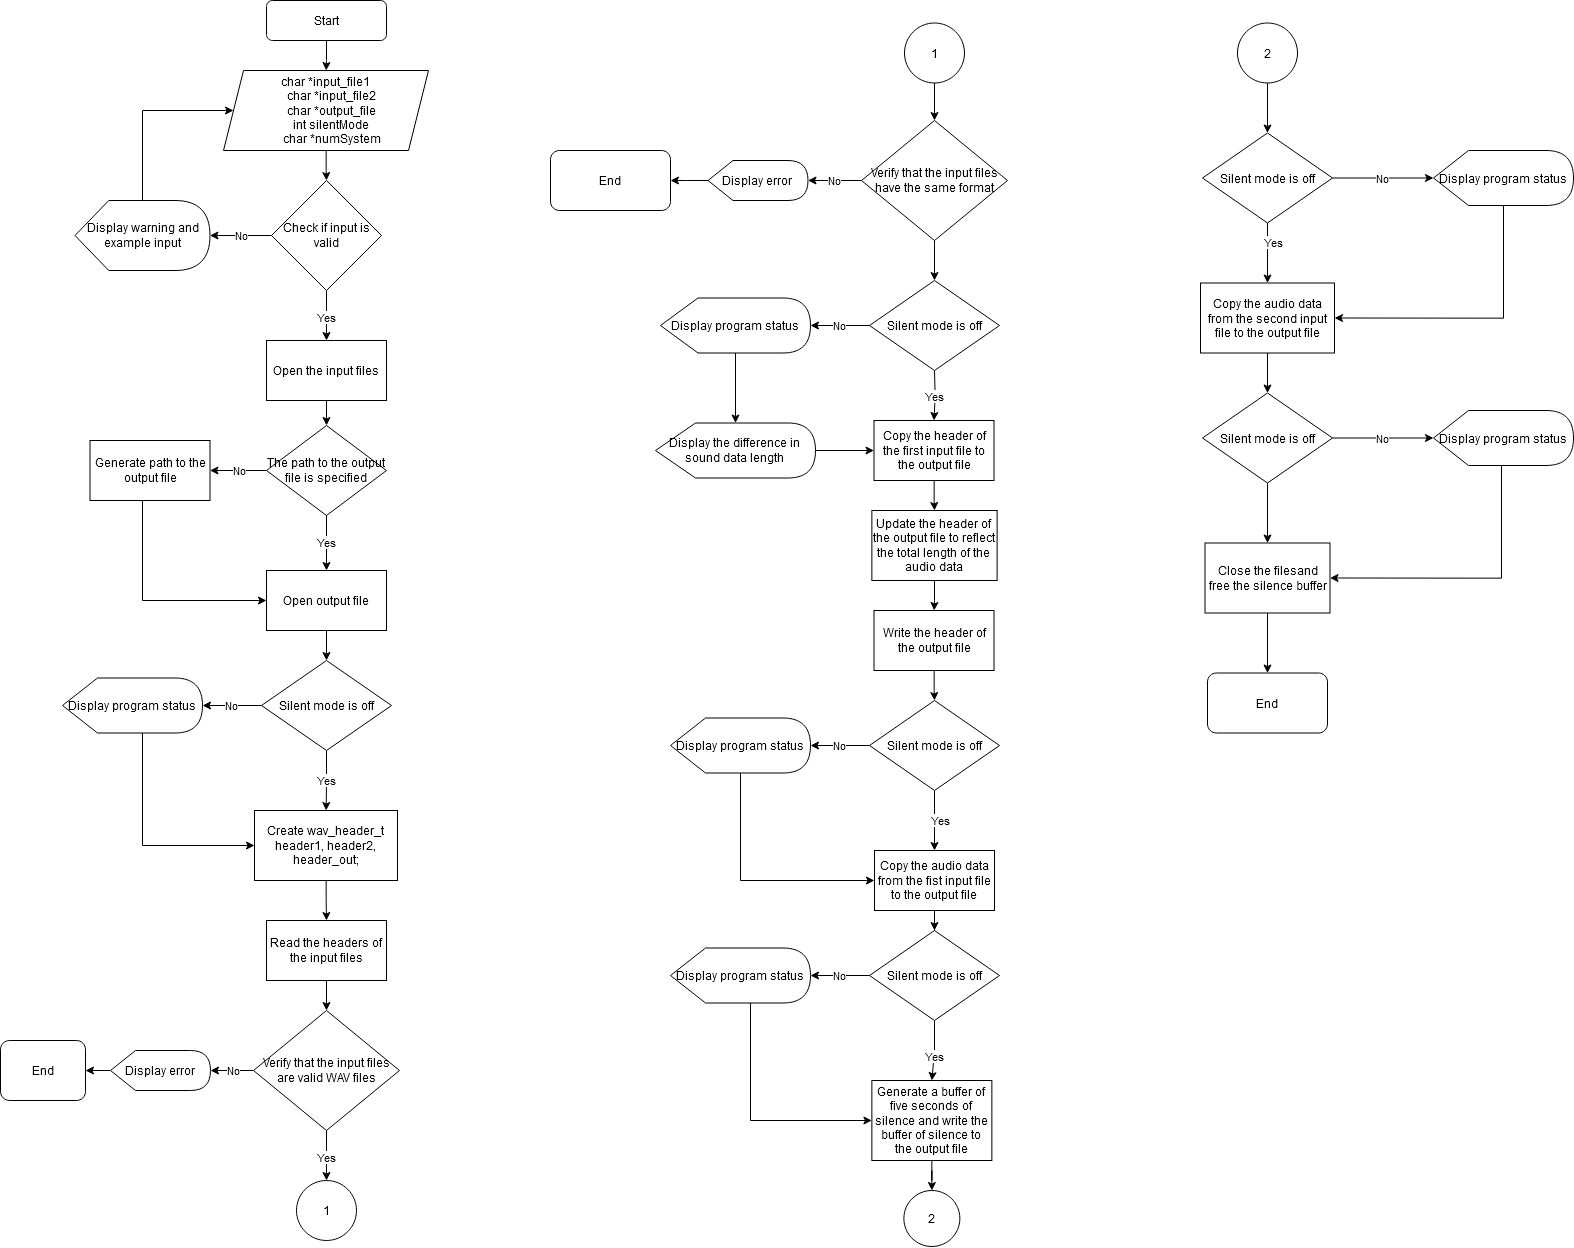 Start
char *input_file1
char *input_file2
char *output_file
int silentMode
char *numSystem
Check if input is
valid
No
Display warning and
example input
Yes
Open the input files
The path to the output
file is specified
No
Generate path to the
output file
Yes
Open output file
Silent mode is off
No
Display program status
Yes
Create wav_header_t
header1, header2,
header_out;
Read the headers of
the input files
Verify that the input files
are valid WAV files
No
Display error
End
Yes
1
1
Verify that the input files
have the same format
No
Display error
End
Silent mode is off
No
Display program status
Display the difference in
sound data length
Yes
Copy the header of
the first input file to
the output file
Update the header of
the output file to reflect
the total length of the
audio data
Write the header of
the output file
Silent mode is off
No
Display program status
Yes
Copy the audio data
from the fist input file
to the output file
Silent mode is off
No
Display program status
Yes
Generate a buffer of
five seconds of
silence and write the
buffer of silence to
the output file
2
2
Silent mode is off
No
Display program status
Yes
Copy the audio data
from the second input
file to the output file
Silent mode is off
No
Display program status
Close the filesand
free the silence buffer
End